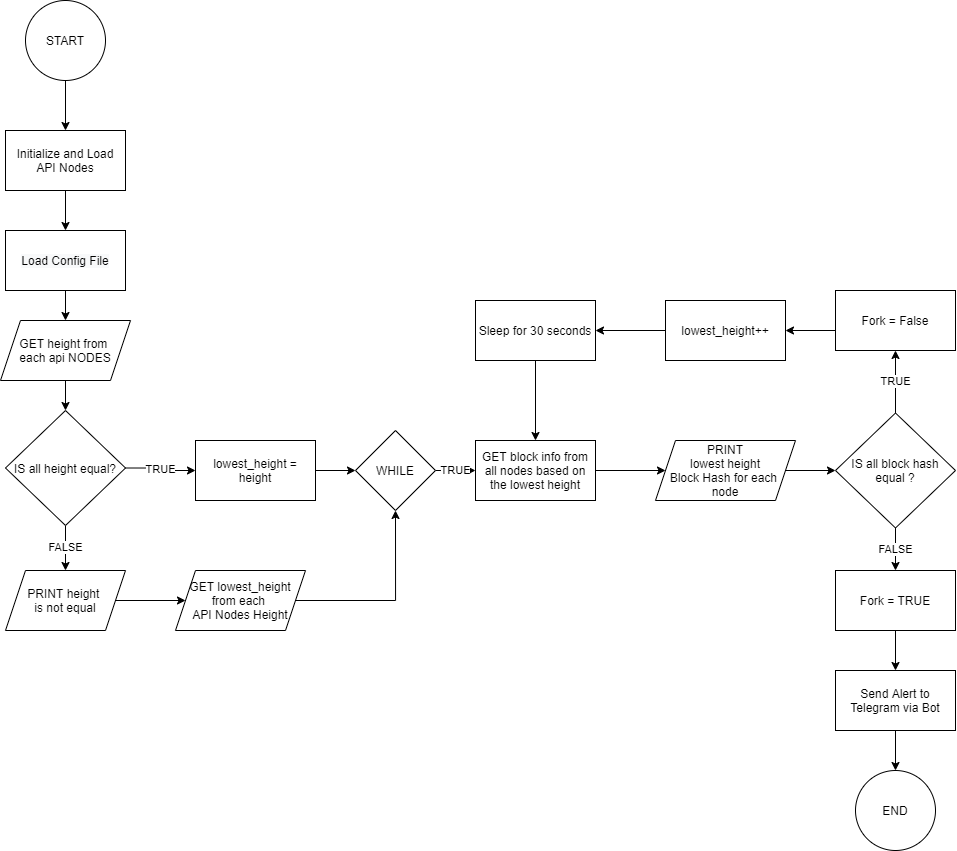 START
Initialize and Load
API Nodes
Load Config File
GET height from
each api NODES
IS all height equal?
TRUE
lowest_height =
height
WHILE
TRUE
FALSE
PRINT height
is not equal
GET lowest_height
from each
API Nodes Height
Sleep for 30 seconds
lowest_height++
Fork = False
TRUE
GET block info from
all nodes based on
the lowest height
PRINT
lowest height
Block Hash for each
node
IS all block hash
equal ?
FALSE
Fork = TRUE
Send Alert to
Telegram via Bot
END